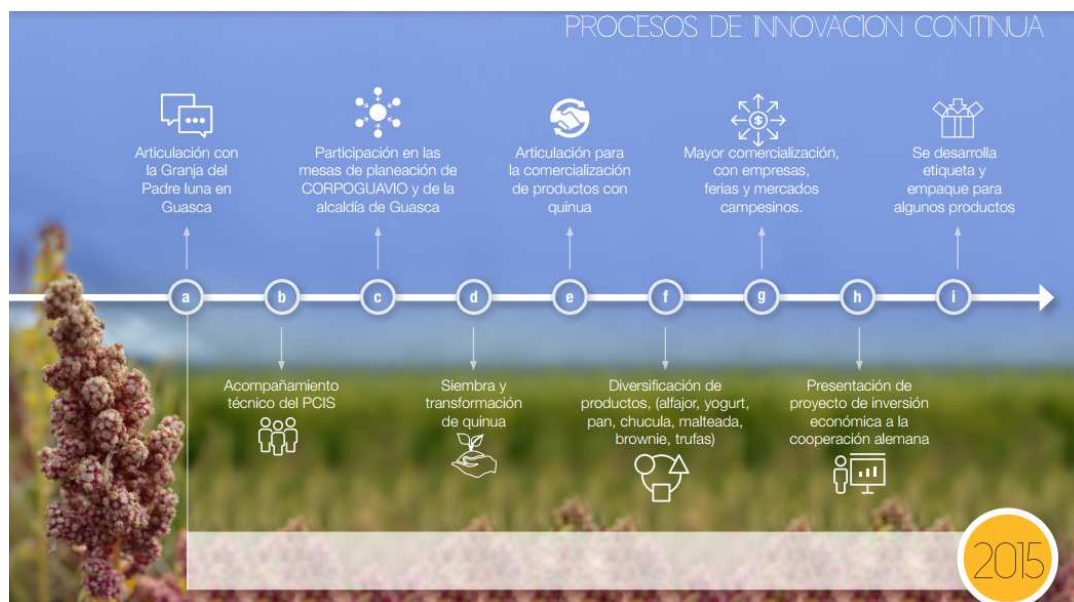 PROCESOS DE INNOVACION CONTINUA
Articulación con
la Granja del
Padre luna en
Guasca
Participación en las
mesas de planeación de
CORPOGUAVIO y de la
alcaldía de Guasca
Articulación para
la comercialización
de productos con
quinua
Mayor comercialización,
con empresas,
ferias y mercados
campesinos.
Se desarrolla
etiqueta y
empaque para
algunos productos
a
b
c
d
e
f
g
h
i
Acompañamiento
técnico del PCIS
Siembra y
transformación
de quinua
Diversificación de
productos, (alfajor, yogurt,
pan, chucula, malteada,
brownie, trufas)
Presentación de
proyecto de inversión
económica a la
cooperación alemana
2015